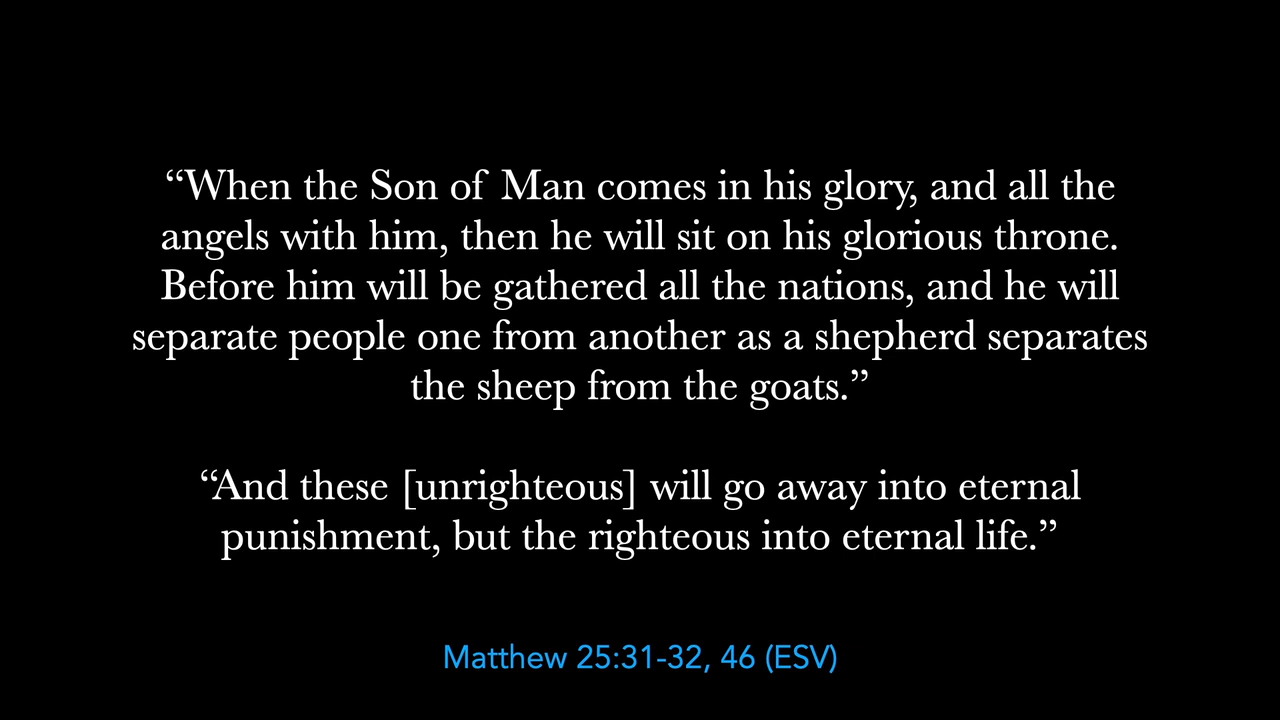 “When the Son of Man comes in his glory, and all the
angels with him, then he will sit on his glorious throne.
Before him will be gathered all the nations, and he will
separate people one from another as a shepherd separates
the sheep from the goats.”
“And these [unrighteous] will go away into eternal
punishment, but the righteous into eternal life.”
Matthew 25:31-32, 46 (ESV)